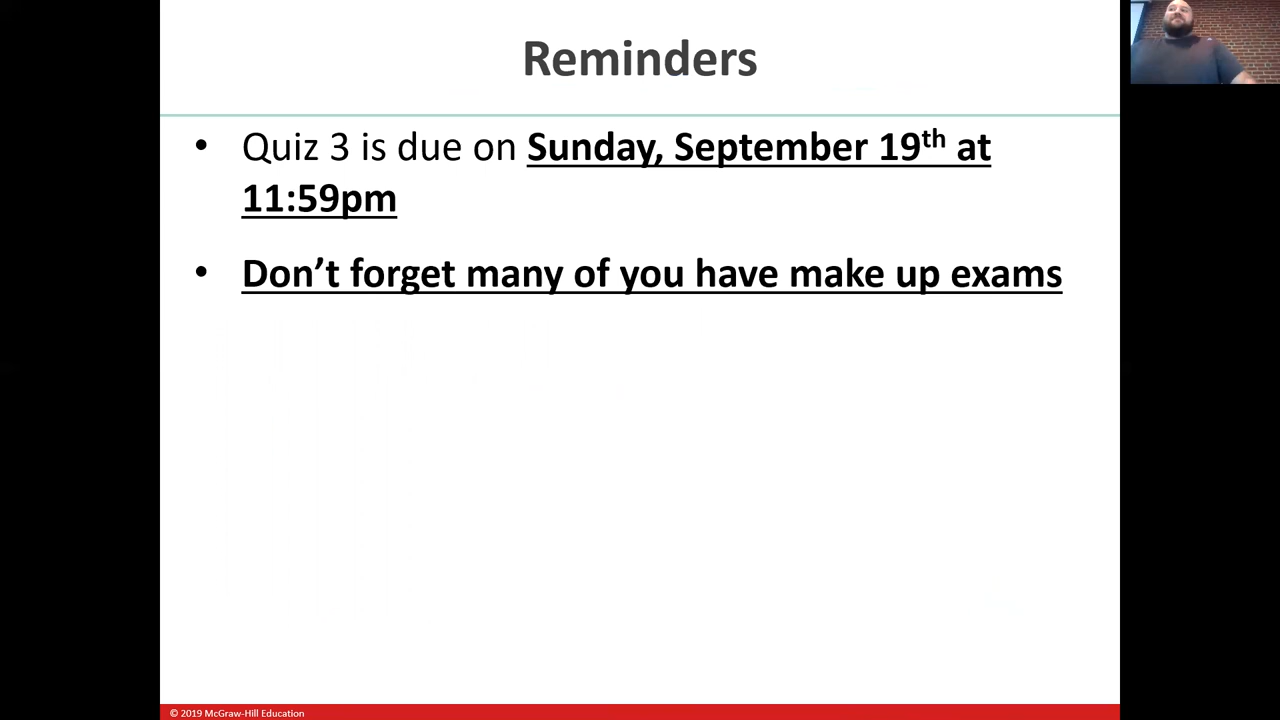 Reminders
• Quiz 3 is due on Sunday, September 19th at
11:59pm
• Don’t forget many of you have make up exams
© 2019 McGraw-Hill Education